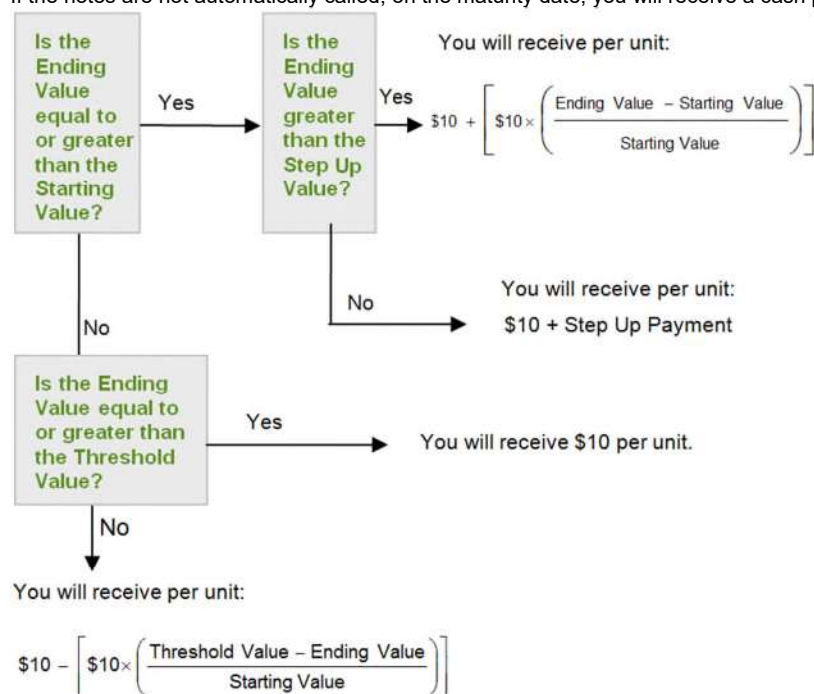 If the notes are not automatically called, on the maturity date, you will receive a cash
Is the
Ending
Value
equal to
or greater
than the
Starting
Value?
Yes
Is the
Ending
Value
greater
than the
Step Up
Value?
Yes
You will receive per unit:
$10 + [ $10× ( Ending Value – Starting Value
Starting Value ) ]
No
You will receive per unit:
$10 + Step Up Payment
No
Is the Ending
Value equal to
or greater than
the Threshold
Value?
Yes
You will receive $10 per unit.
No
You will receive per unit:
$10 – [ $10× ( Threshold Value – Ending Value
Starting Value ) ]